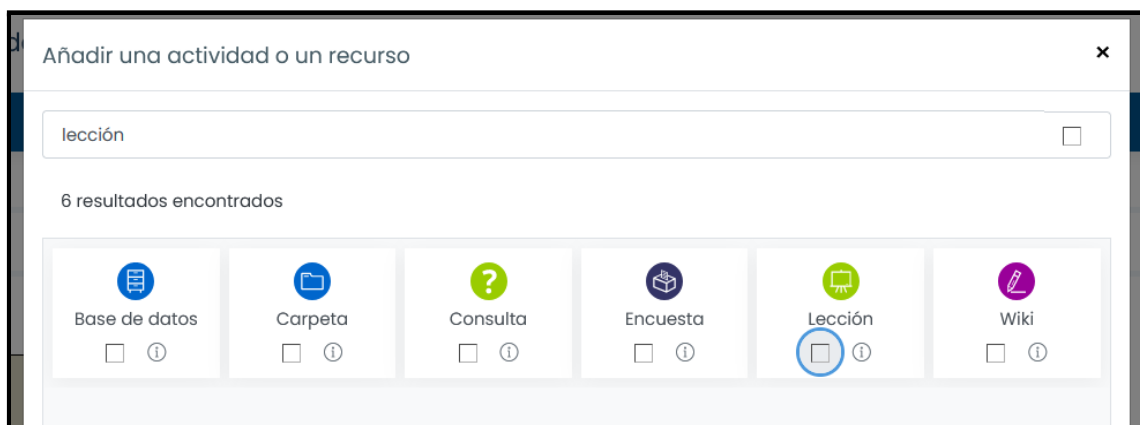 Añadir una actividad o un recurso
lección
6 resultados encontrados
Base de datos
Carpeta
Consulta
Encuesta
Lección
Wiki